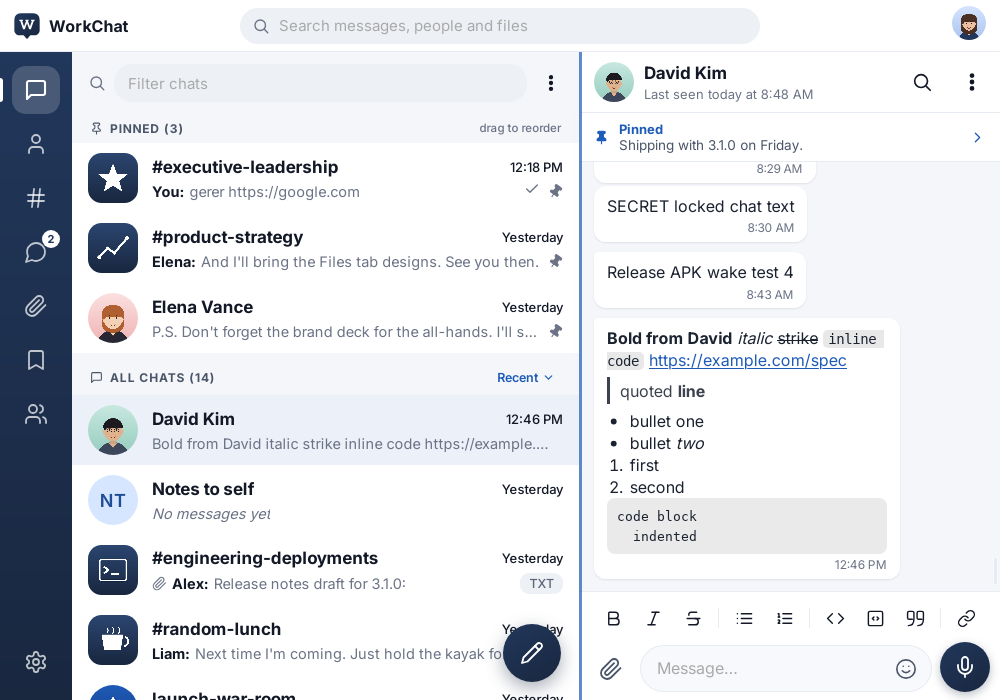 W WorkChat
Search messages, people and files
2
Filter chats
PINNED (3)
drag to reorder
#executive-leadership
12:18 PM
You: gerer https://google.com
#product-strategy
Yesterday
Elena: And I'll bring the Files tab designs. See you then.
Elena Vance
Yesterday
P.S. Don't forget the brand deck for the all-hands. I'll s...
ALL CHATS (14)
Recent
David Kim
12:46 PM
Bold from David italic strike inline code https://example....
NT
Notes to self
Yesterday
No messages yet
#engineering-deployments
Yesterday
Alex: Release notes draft for 3.1.0:
TXT
#random-lunch
Liam: Next time I'm coming. Just hold the kayak fo
launch-war-room
Yesterday
David Kim
Last seen today at 8:48 AM
Pinned
Shipping with 3.1.0 on Friday.
8:29 AM
SECRET locked chat text
8:30 AM
Release APK wake test 4
8:43 AM
Bold from David italic strike inline
code https://example.com/spec
quoted line
• bullet one
• bullet two
1. first
2. second
code block
  indented
12:46 PM
B I S
Message...